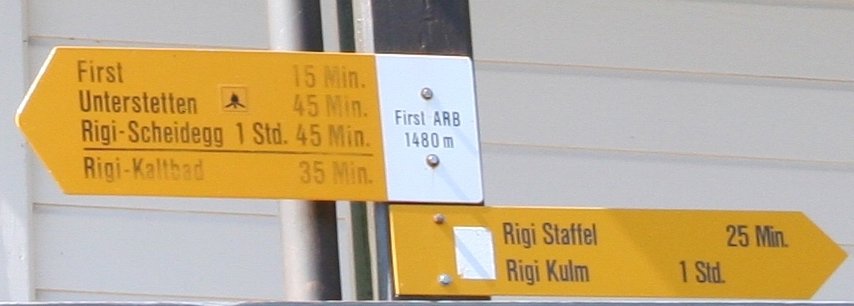 First 15 Min.
Unterstetten 45 Min.
Rigi-Scheidegg 1 Std. 45 Min.
Rigi-Kaltbad 35 Min.
First ARB
1480 m
Rigi Staffel 25 Min.
Rigi Kulm 1 Std.